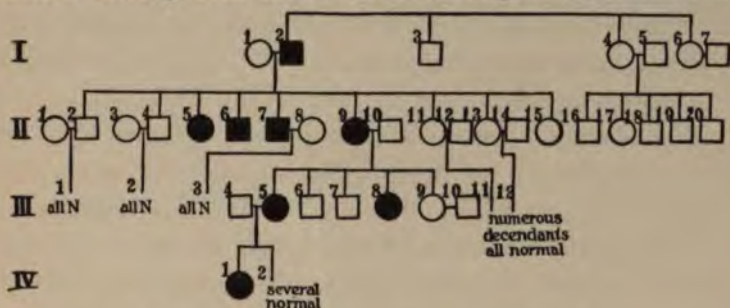 I 1 2 3 4 5 6 7
II 1 2 3 4 5 6 7 8 9 10 11 12 13 14 15 16 17 18 19 20
III 1 2 3 4 5 6 7 8 9 10 11 12
all N all N all N
numerous
decendants
all normal
IV 1 2
several
normal